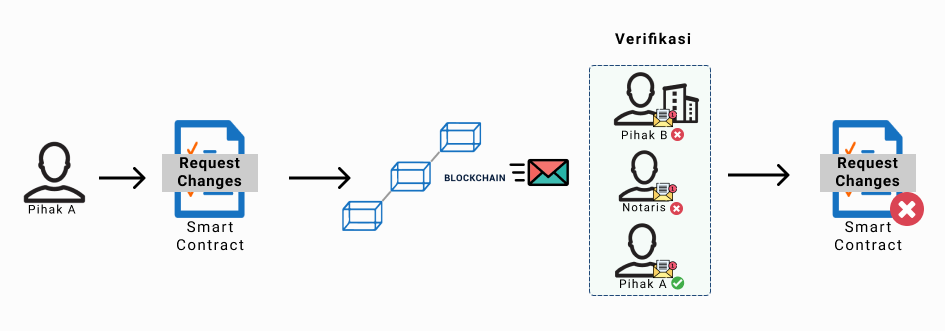 Verifikasi
Pihak A
Request
Changes
Smart
Contract
BLOCKCHAIN
Pihak B
Notaris
Pihak A
Request
Changes
Smart
Contract